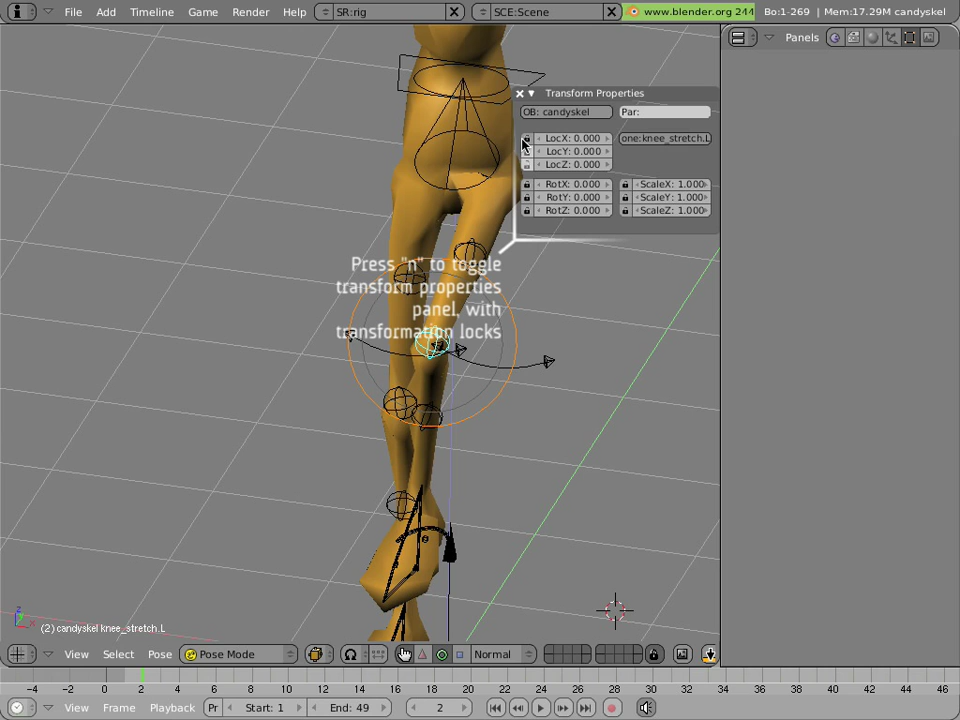 File Add Timeline Game Render Help SR:rig SCE:Scene www.blender.org 244 Bo:1-269 | Mem:17.29M candyskel
Panels
Transform Properties
OB: candyskel Par:
LocX: 0.000 one:knee_stretch.L
LocY: 0.000
LocZ: 0.000
RotX: 0.000 ScaleX: 1.000
RotY: 0.000 ScaleY: 1.000
RotZ: 0.000 ScaleZ: 1.000
Press "n" to toggle
transform properties
panel, with
transformation locks
(2) candyskel knee_stretch.L
View Select Pose Pose Mode Normal
-4 -2 0 2 4 6 8 10 12 14 16 18 20 22 24 26 28 30 32 34 36 38 40 42 44 46
View Frame Playback Pr Start: 1 End: 49 2